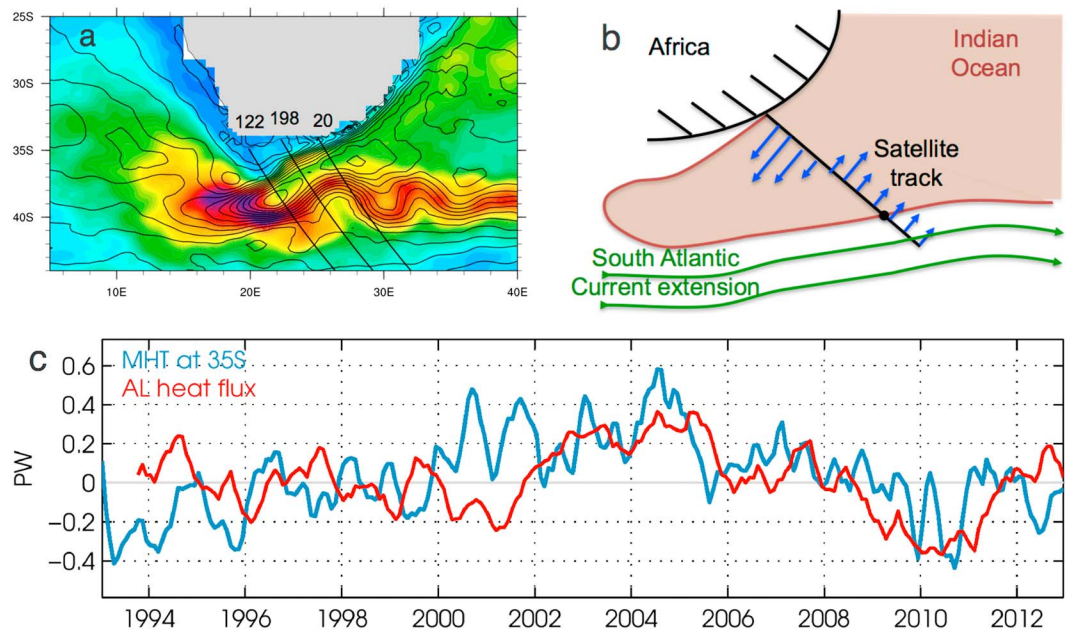 a
25S
30S
35S
40S
122 198 20
10E 20E 30E 40E
b
Africa
Indian
Ocean
Satellite
track
South Atlantic
Current extension
c
MHT at 35S
AL heat flux
PW
0.6
0.4
0.2
0
−0.2
−0.4
1994 1996 1998 2000 2002 2004 2006 2008 2010 2012